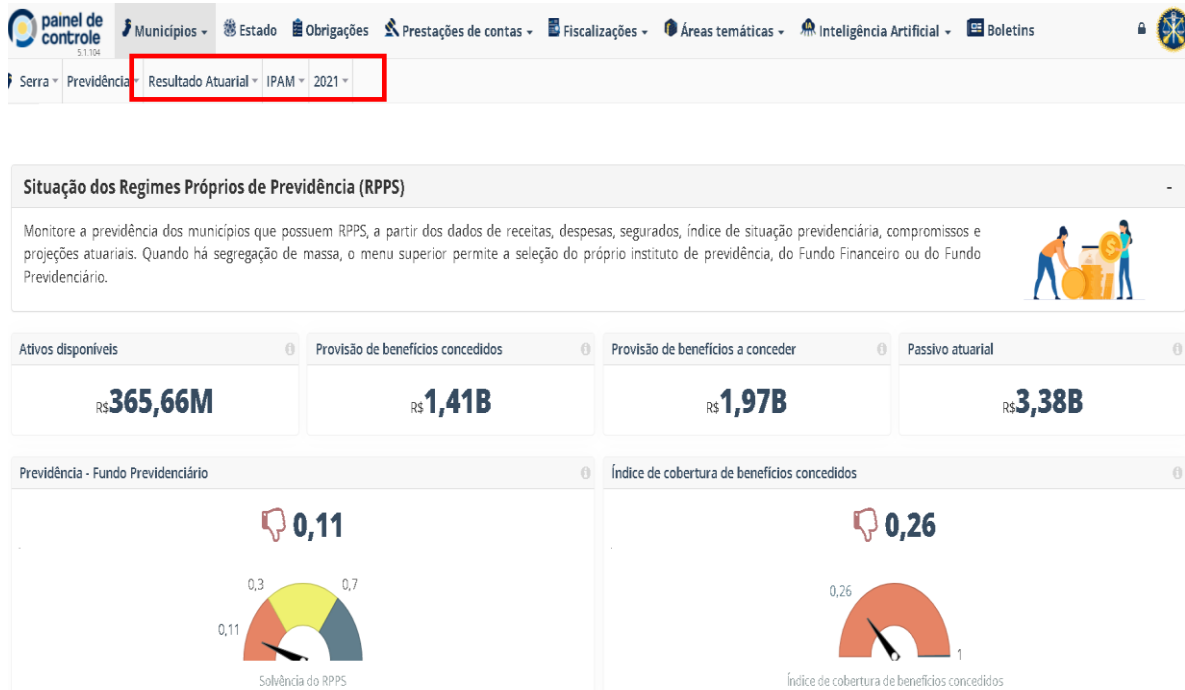 painel de controle
5.1.104
Municípios
Estado
Obrigações
Prestações de contas
Fiscalizações
Áreas temáticas
IA
Inteligência Artificial
Boletins
Serra
Previdência
Resultado Atuarial
IPAM
2021
Situação dos Regimes Próprios de Previdência (RPPS)
-
Monitore a previdência dos municípios que possuem RPPS, a partir dos dados de receitas, despesas, segurados, índice de situação previdenciária, compromissos e
projeções atuariais. Quando há segregação de massa, o menu superior permite a seleção do próprio instituto de previdência, do Fundo Financeiro ou do Fundo
Previdenciário.
Ativos disponíveis
R$365,66M
Provisão de benefícios concedidos
R$1,41B
Provisão de benefícios a conceder
R$1,97B
Passivo atuarial
R$3,38B
Previdência - Fundo Previdenciário
0,11
0,3
0,7
0,11
Solvência do RPPS
Índice de cobertura de benefícios concedidos
0,26
0,26
1
Índice de cobertura de benefícios concedidos